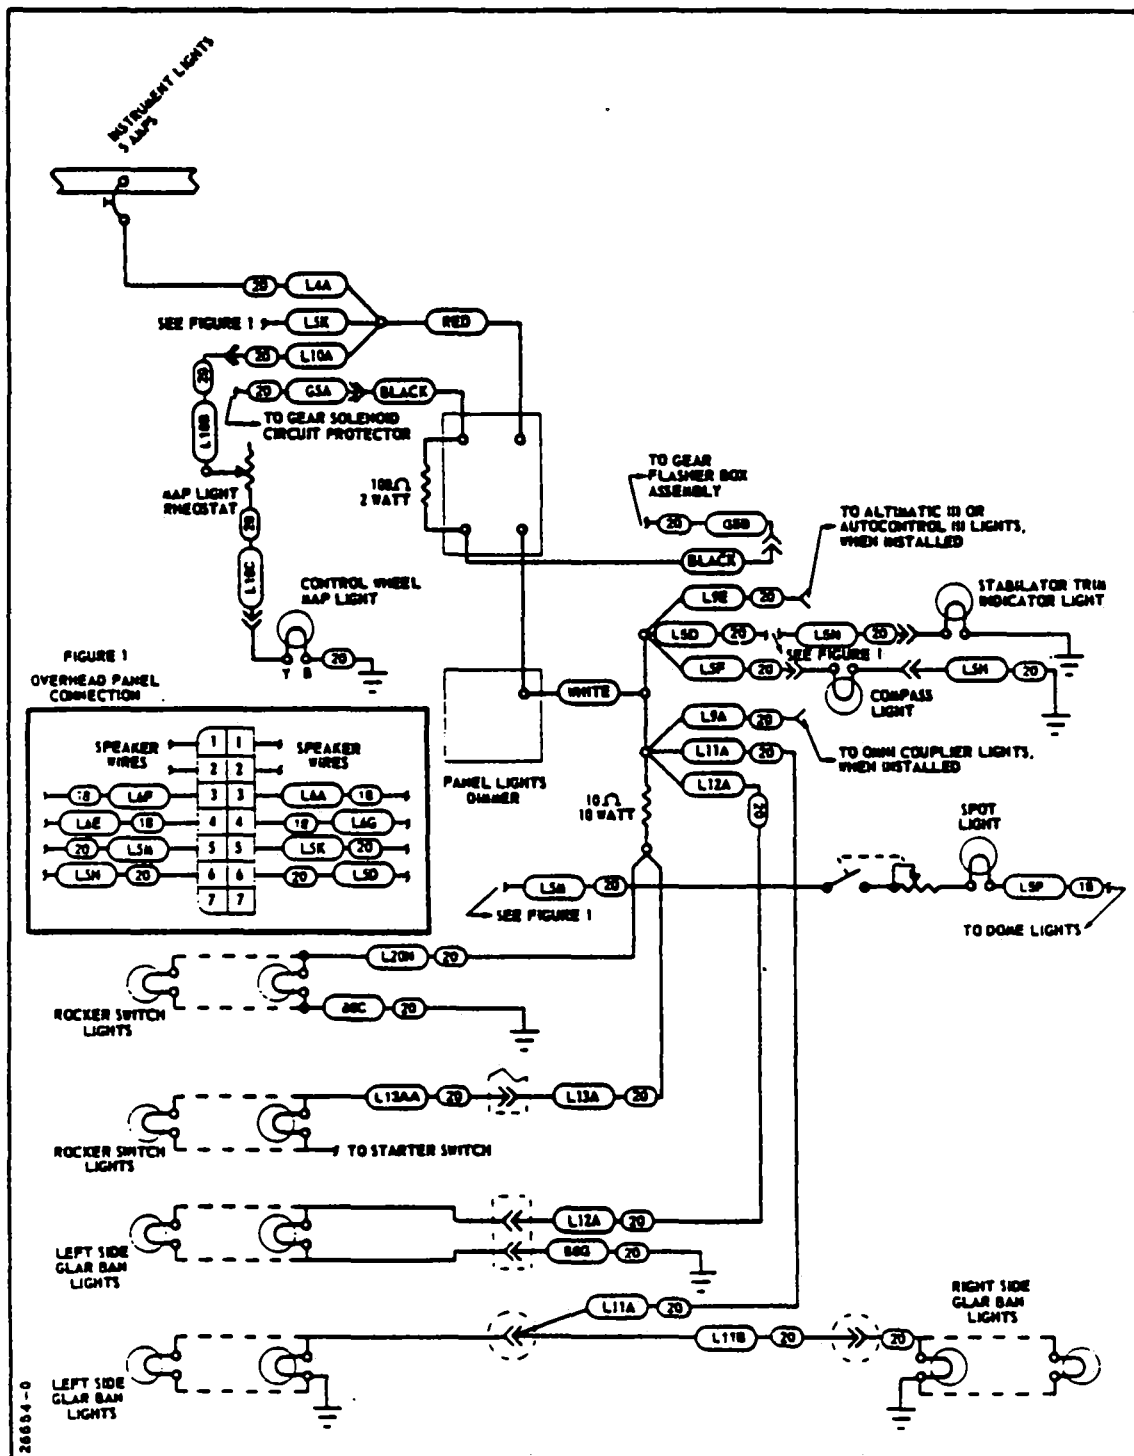 INSTRUMENT LIGHTS
5 AMPS
20 L4A
SEE FIGURE 1 L5K RED
20 L10A
20
20 G5A BLACK
L10B
TO GEAR SOLENOID
CIRCUIT PROTECTOR
TO GEAR
FLASHER BOX
ASSEMBLY
100Ω
2 WATT
MAP LIGHT
RHEOSTAT
20
L10C
TO ALTIMATIC III OR
AUTOCONTROL III LIGHTS,
WHEN INSTALLED
20 G5B
BLACK
CONTROL WHEEL
MAP LIGHT
L9E 20
STABILATOR TRIM
INDICATOR LIGHT
L5D 20 L5N 20
SEE FIGURE 1
20
L5F 20 L5H 20
COMPASS
LIGHT
FIGURE 1
OVERHEAD PANEL
CONNECTION
WHITE
SPEAKER
WIRES
1 1
SPEAKER
WIRES
2 2
18 L6F 3 3 L6A 18
L6E 18 4 4 18 L6G
20 L5M 5 5 L5K 20
L5N 20 6 6 20 L5D
7 7
PANEL LIGHTS
DIMMER
L9A 20
L11A 20
L12A
20
TO OMNI COUPLER LIGHTS,
WHEN INSTALLED
10Ω
10 WATT
SPOT
LIGHT
L5M 20
SEE FIGURE 1
L5P 18
TO DOME LIGHTS
L20N 20
ROCKER SWITCH
LIGHTS
20
L13AA 20 L13A 20
ROCKER SWITCH
LIGHTS
TO STARTER SWITCH
L12A 20
20
LEFT SIDE
GLAR BAN
LIGHTS
L11A 20
RIGHT SIDE
GLAR BAN
LIGHTS
L11B 20 20
LEFT SIDE
GLAR BAN
LIGHTS